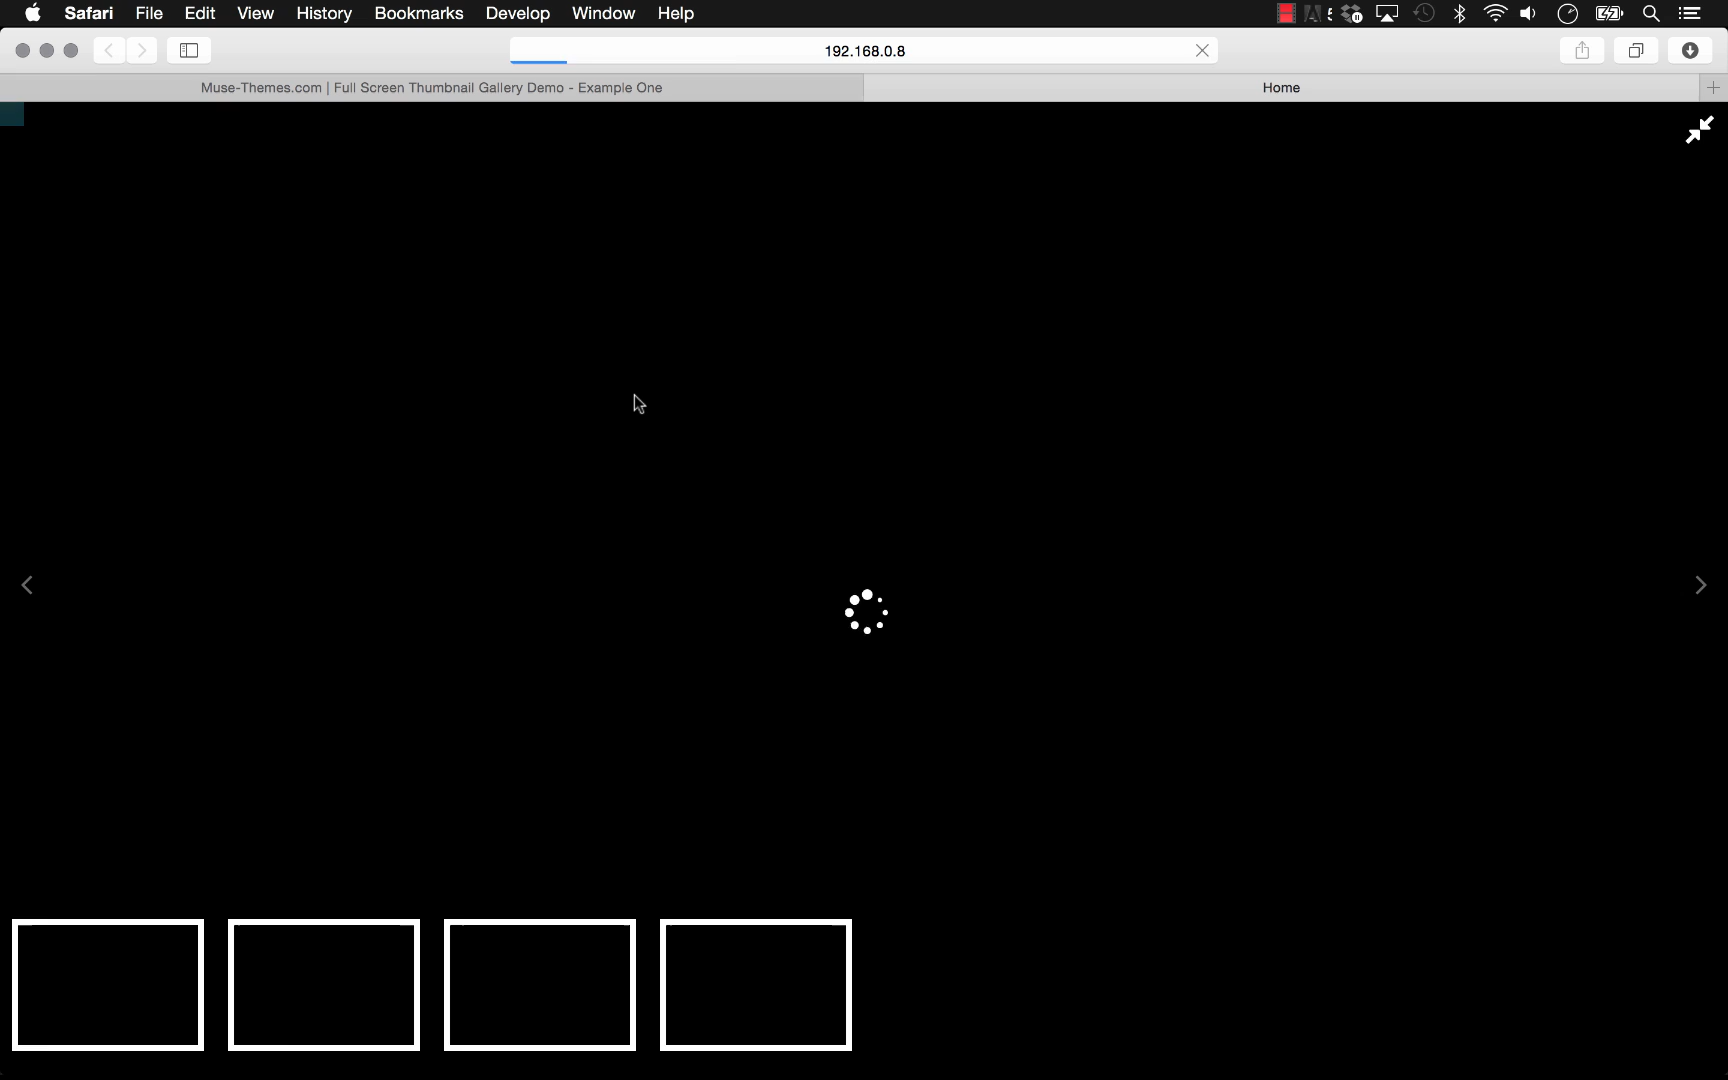 Safari File Edit View History Bookmarks Develop Window Help
192.168.0.8
Muse-Themes.com | Full Screen Thumbnail Gallery Demo - Example One
Home